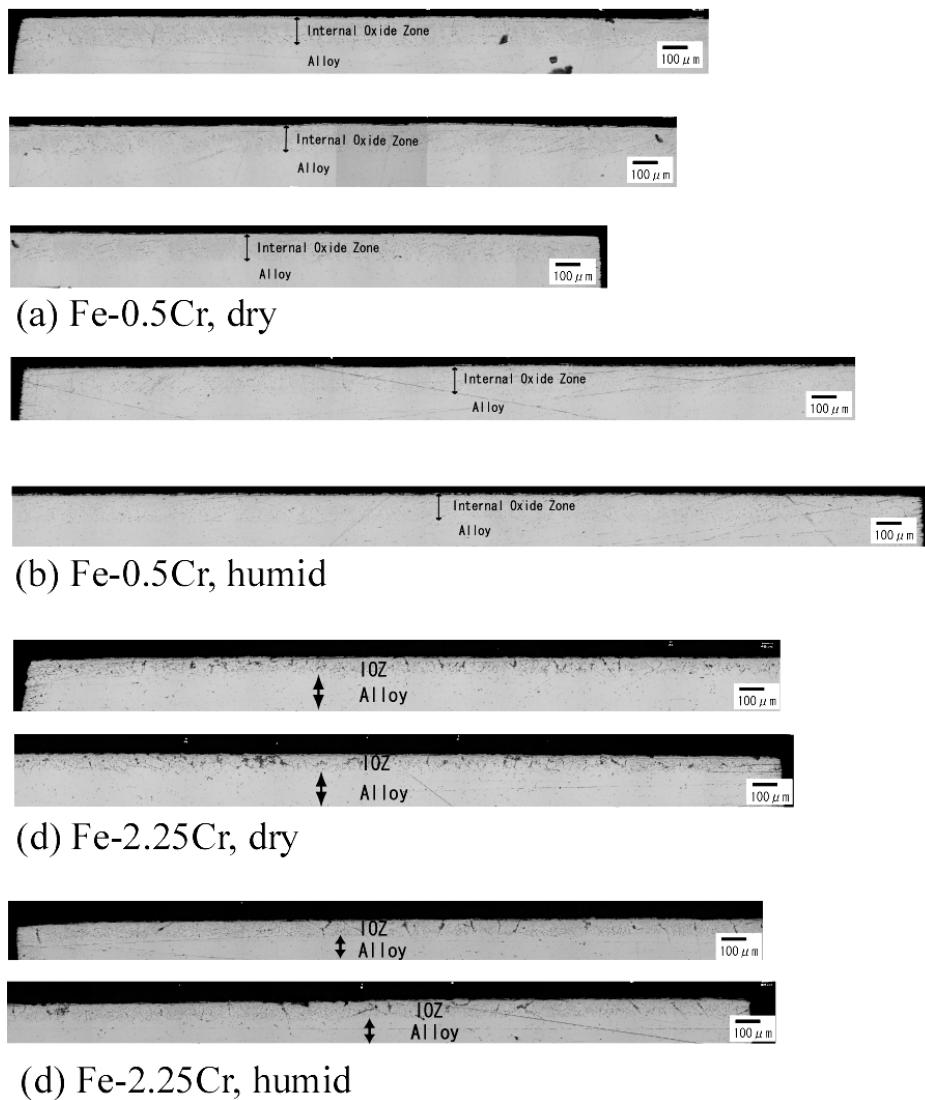 Internal Oxide Zone
Alloy
100 μm
Internal Oxide Zone
Alloy
100 μm
Internal Oxide Zone
Alloy
100 μm
(a) Fe-0.5Cr, dry
Internal Oxide Zone
Alloy
100 μm
Internal Oxide Zone
Alloy
100 μm
(b) Fe-0.5Cr, humid
IOZ
Alloy
100 μm
IOZ
Alloy
100 μm
(d) Fe-2.25Cr, dry
IOZ
Alloy
100 μm
IOZ
Alloy
100 μm
(d) Fe-2.25Cr, humid